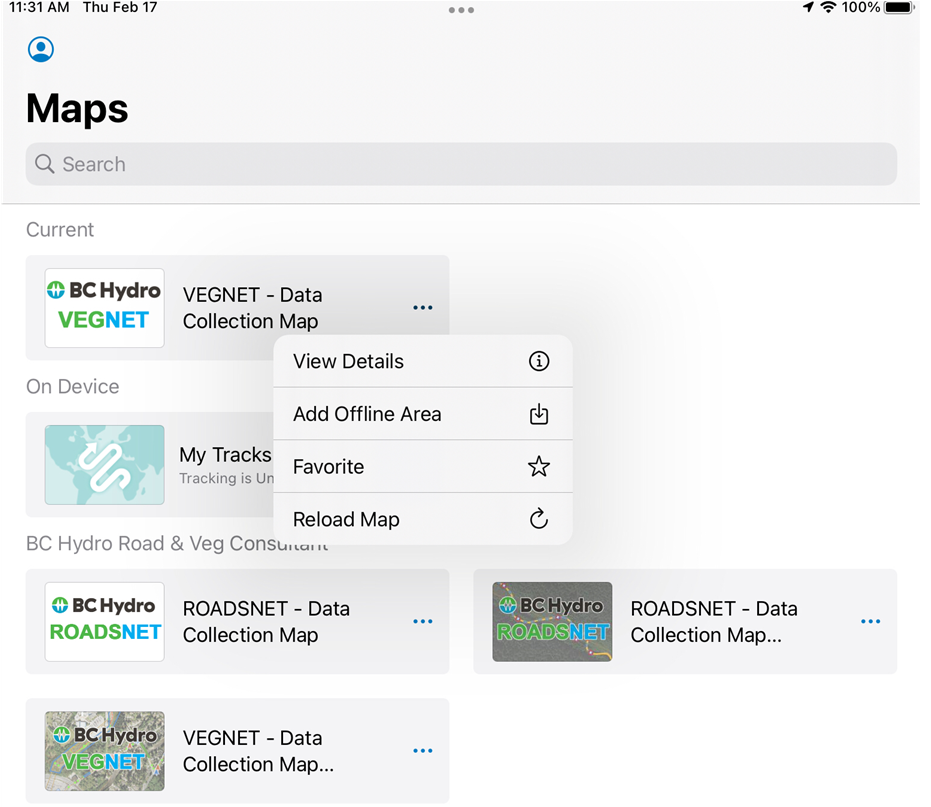 11:31 AM Thu Feb 17
100%
Maps
Search
Current
BC Hydro
VEGNET
VEGNET - Data
Collection Map
View Details
Add Offline Area
Favorite
Reload Map
On Device
My Tracks
Tracking is Un
BC Hydro Road & Veg Consultant
BC Hydro
ROADSNET
ROADSNET - Data
Collection Map
BC Hydro
ROADSNET
ROADSNET - Data
Collection Map...
BC Hydro
VEGNET
VEGNET - Data
Collection Map...